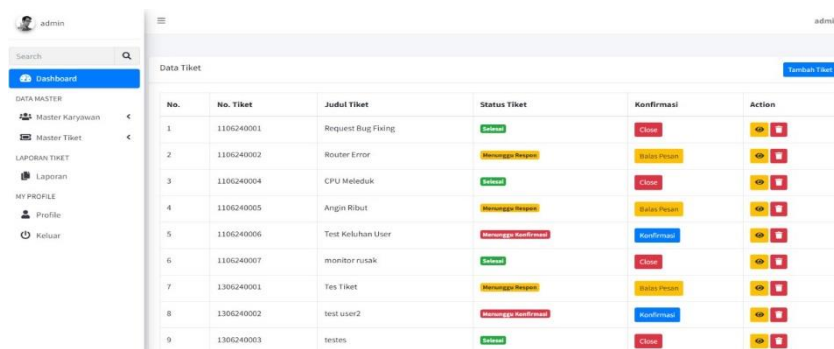 admin
admi
Search
Dashboard
DATA MASTER
Master Karyawan
Master Tiket
LAPORAN TIKET
Laporan
MY PROFILE
Profile
Keluar
Data Tiket
Tambah Tiket
No. No. Tiket Judul Tiket Status Tiket Konfirmasi Action
1 1106240001 Request Bug Fixing Selesai Close
2 1106240002 Router Error Menunggu Respon Balas Pesan
3 1106240004 CPU Meleduk Selesai Close
4 1106240005 Angin Ribut Menunggu Respon Balas Pesan
5 1106240006 Test Keluhan User Menunggu Konfirmasi Konfirmasi
6 1106240007 monitor rusak Selesai Close
7 1306240001 Tes Tiket Menunggu Respon Balas Pesan
8 1306240002 test user2 Menunggu Konfirmasi Konfirmasi
9 1306240003 testes Selesai Close